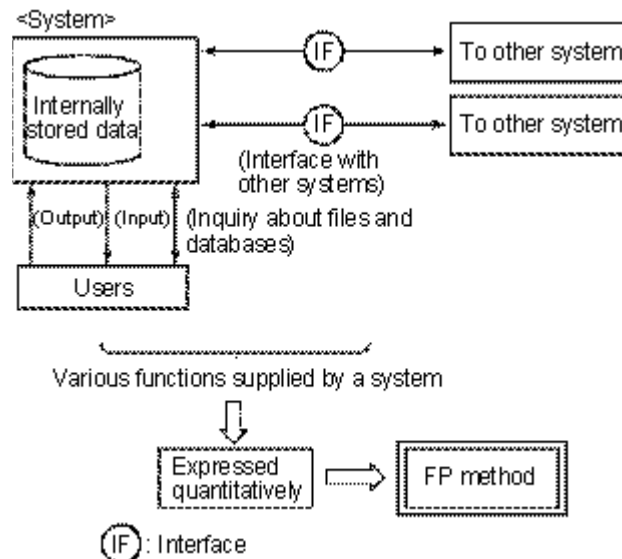 <System>
IF
To other system
Internally
stored data
IF
To other system
(Interface with
other systems)
(Output)
(Input)
(Inquiry about files and
databases)
Users
Various functions supplied by a system
Expressed
quantitatively
FP method
IF : Interface